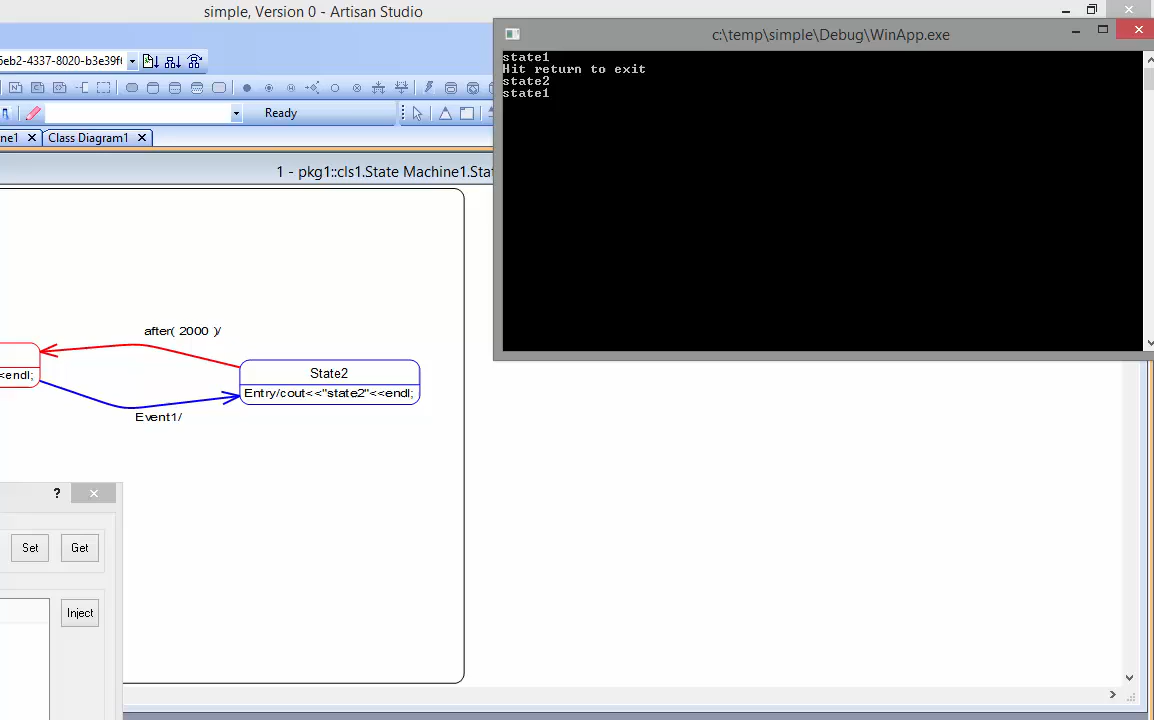 simple, Version 0 - Artisan Studio
c:\temp\simple\Debug\WinApp.exe
state1
Hit return to exit
state2
state1
6eb2-4337-8020-b3e39f
Ready
ne1
Class Diagram1
1 - pkg1::cls1.State Machine1.Stat
after( 2000 )/
State2
<endl;
Entry/cout<<"state2"<<endl;
Event1/
?
Set
Get
Inject